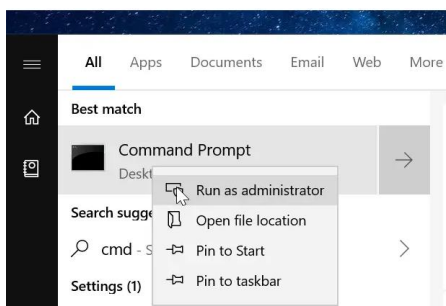 All Apps Documents Email Web More
Best match
Command Prompt
Run as administrator
Search
Open file location
cmd - S
Pin to Start
Settings (1)
Pin to taskbar